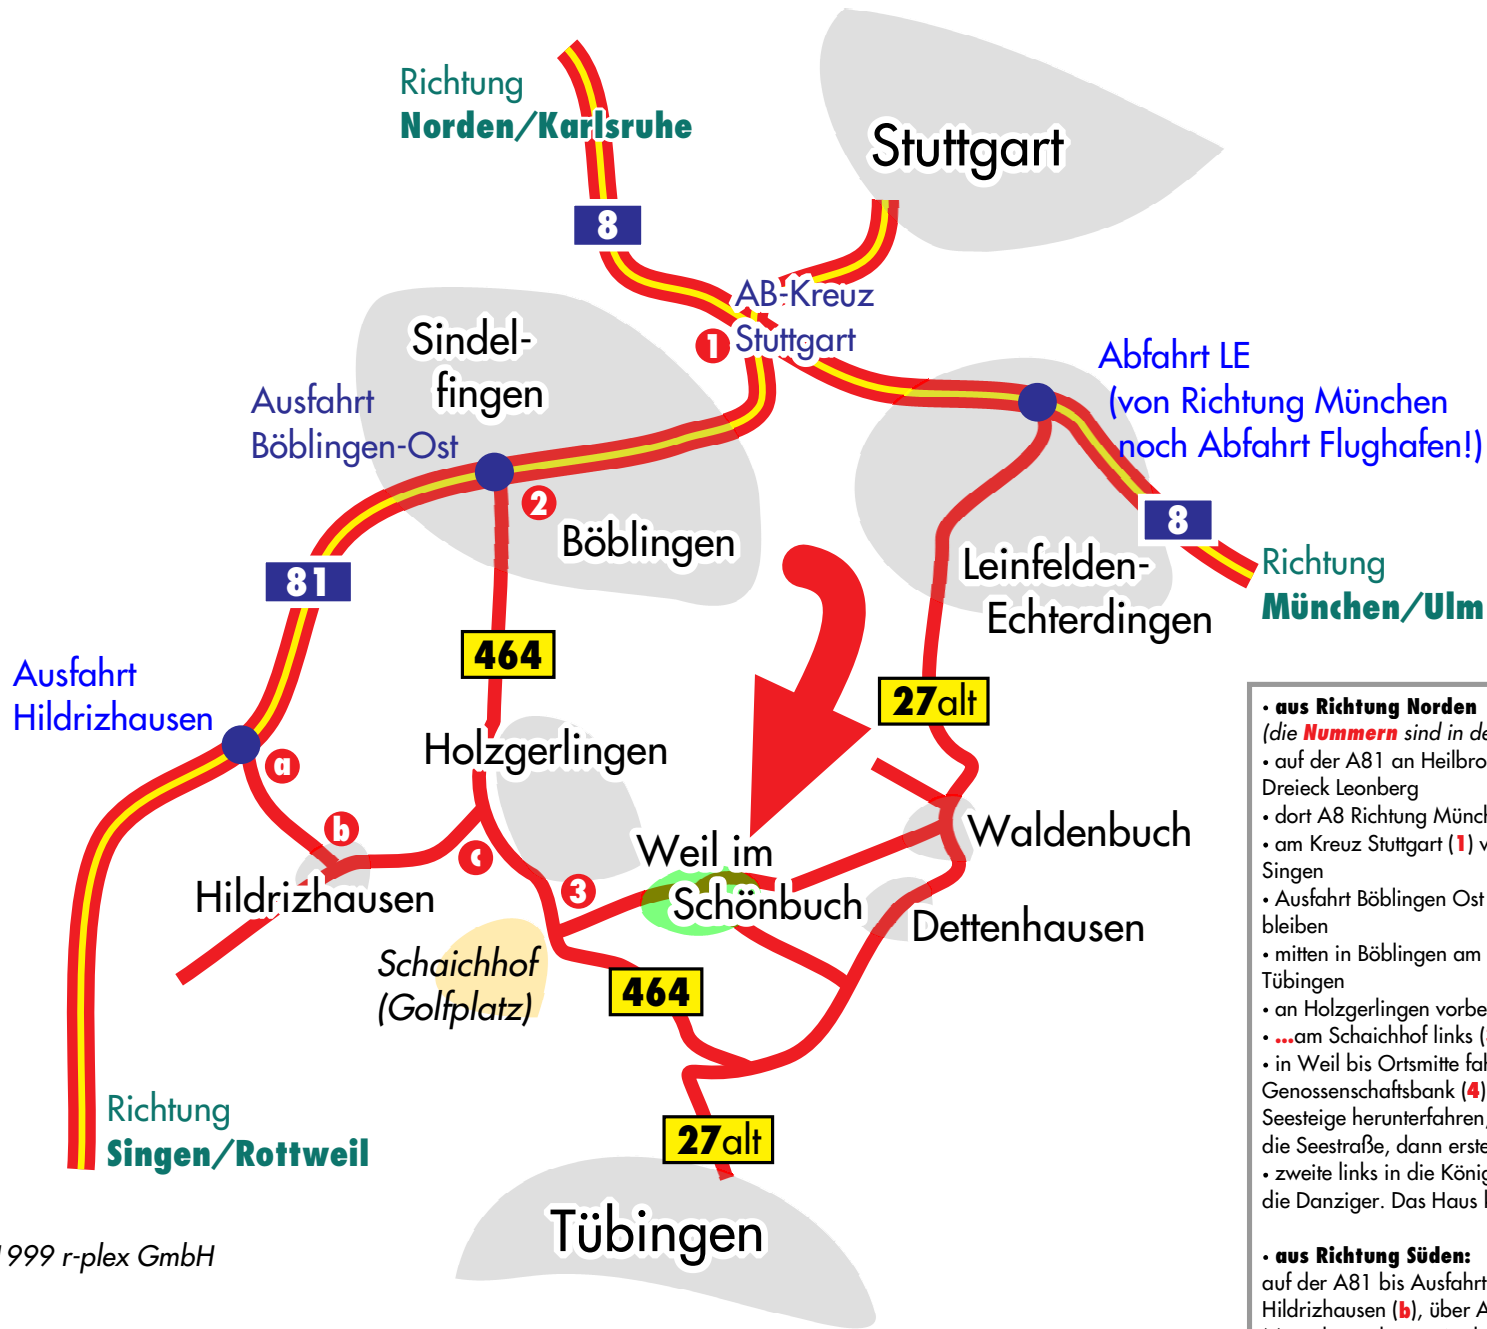 Richtung
Norden/Karlsruhe
Stuttgart
8
AB-Kreuz
Stuttgart
1
Sindel-
fingen
Ausfahrt
Böblingen-Ost
2
Böblingen
Abfahrt LE
(von Richtung München
noch Abfahrt Flughafen!)
8
Leinfelden-
Echterdingen
Richtung
München/Ulm
81
464
27alt
Ausfahrt
Hildrizhausen
a
b
c
3
Holzgerlingen
Weil im
Schönbuch
Waldenbuch
Hildrizhausen
Dettenhausen
Schaichhof
(Golfplatz)
464
Richtung
Singen/Rottweil
27alt
Tübingen
999 r-plex GmbH
• aus Richtung Norden
(die Nummern sind in de
• auf der A81 an Heilbro
Dreieck Leonberg
• dort A8 Richtung Münc
• am Kreuz Stuttgart (1) v
Singen
• Ausfahrt Böblingen Ost
bleiben
• mitten in Böblingen am
Tübingen
• an Holzgerlingen vorbe
• ...am Schaichhof links (
• in Weil bis Ortsmitte fah
Genossenschaftsbank (4)
Seesteige herunterfahren,
die Seestraße, dann erste
• zweite links in die König
die Danziger. Das Haus
• aus Richtung Süden:
auf der A81 bis Ausfahrt
Hildrizhausen (b), über A